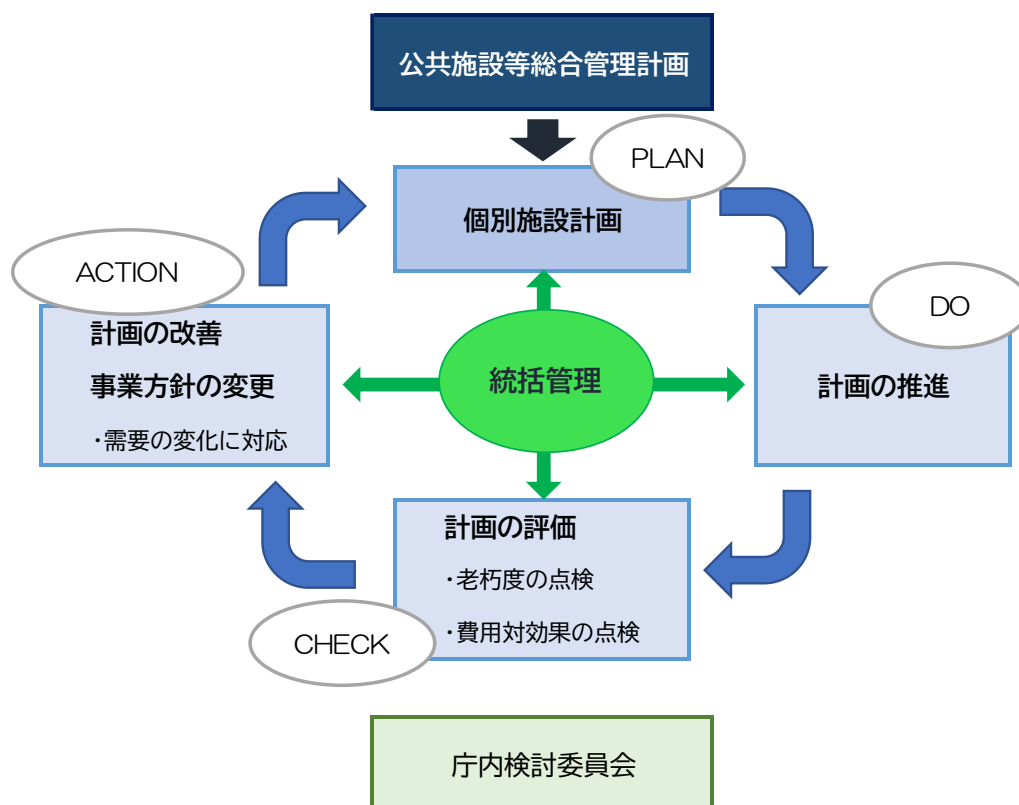 公共施設等総合管理計画
PLAN
個別施設計画
ACTION
計画の改善
事業方針の変更
・需要の変化に対応
統括管理
DO
計画の推進
計画の評価
・老朽度の点検
・費用対効果の点検
CHECK
庁内検討委員会